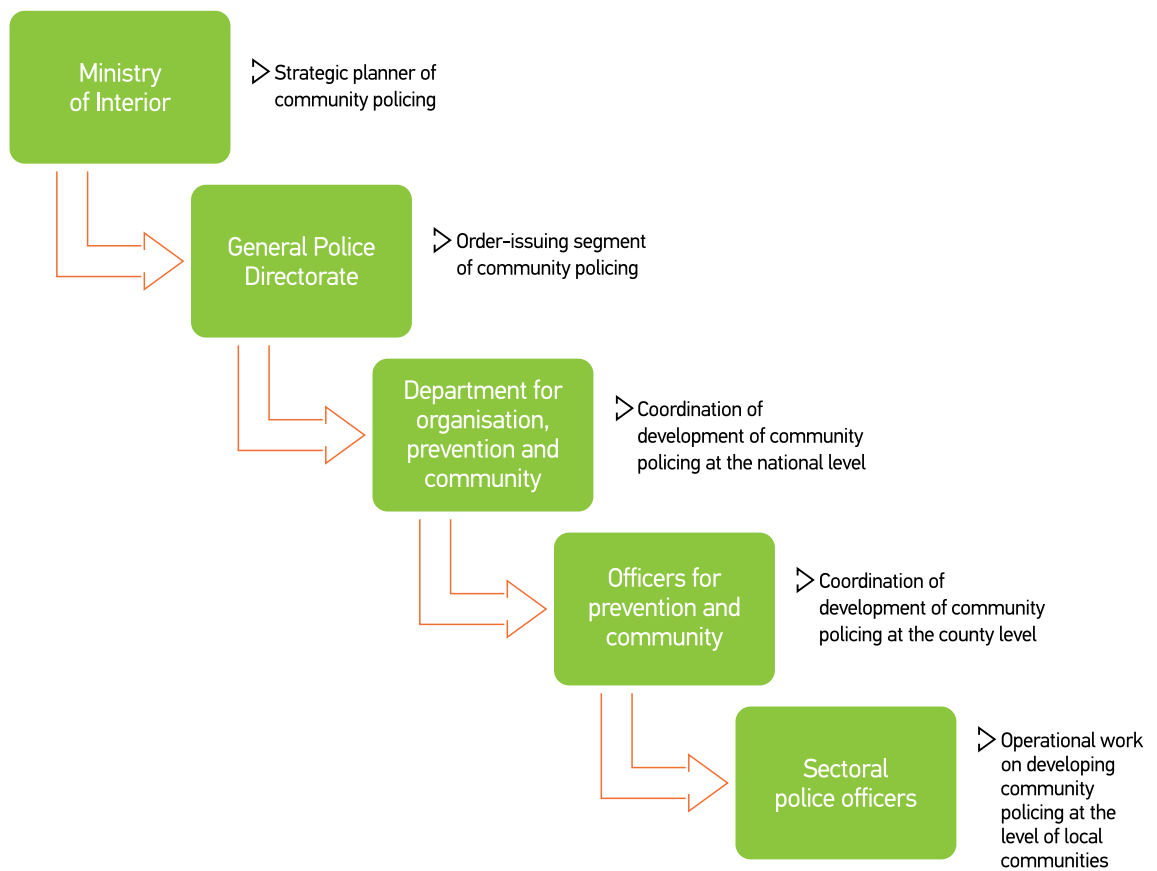 Ministry
of Interior
Strategic planner of
community policing
General Police
Directorate
Order-issuing segment
of community policing
Department for
organisation,
prevention and
community
Coordination of
development of community
policing at the national level
Officers for
prevention and
community
Coordination of
development of community
policing at the county level
Sectoral
police officers
Operational work
on developing
community
policing at the
level of local
communities